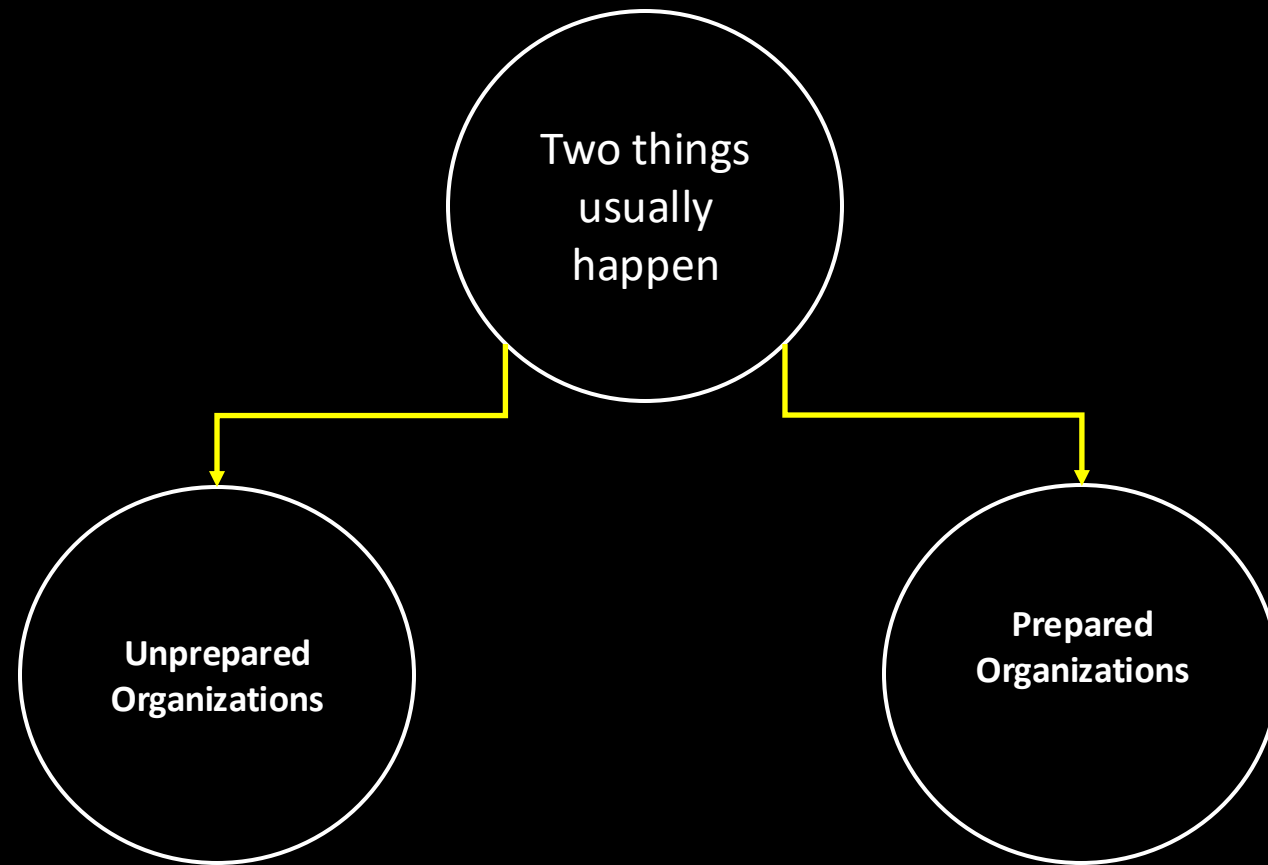 Two things
usually
happen
Unprepared
Organizations
Prepared
Organizations